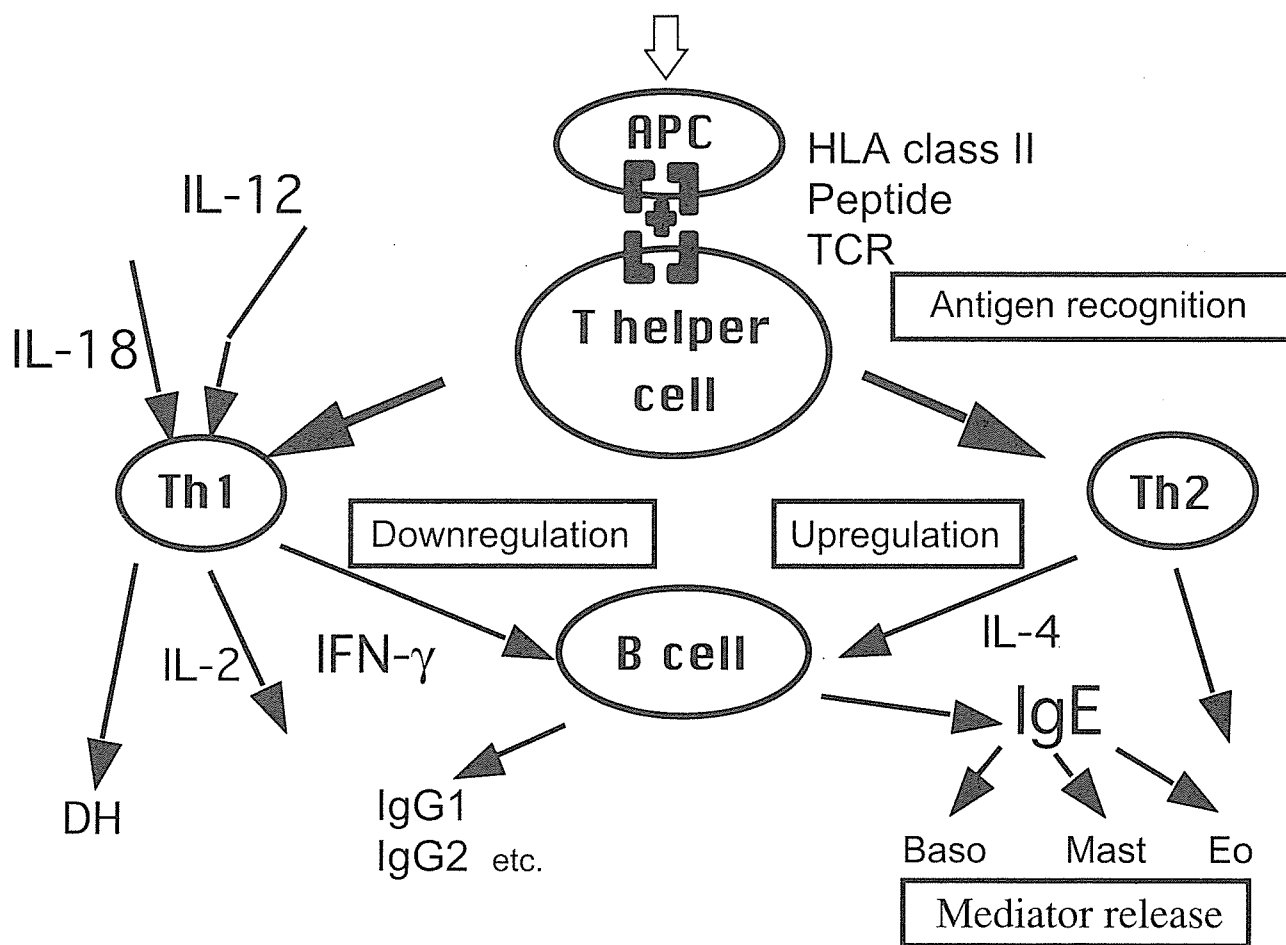 APC
HLA class II
Peptide
TCR
IL-12
Antigen recognition
T helper
cell
IL-18
Th1
Th2
Downregulation
Upregulation
IL-2
IFN-γ
B cell
IL-4
IgE
DH
IgG1
IgG2 etc.
Baso
Mast
Eo
Mediator release